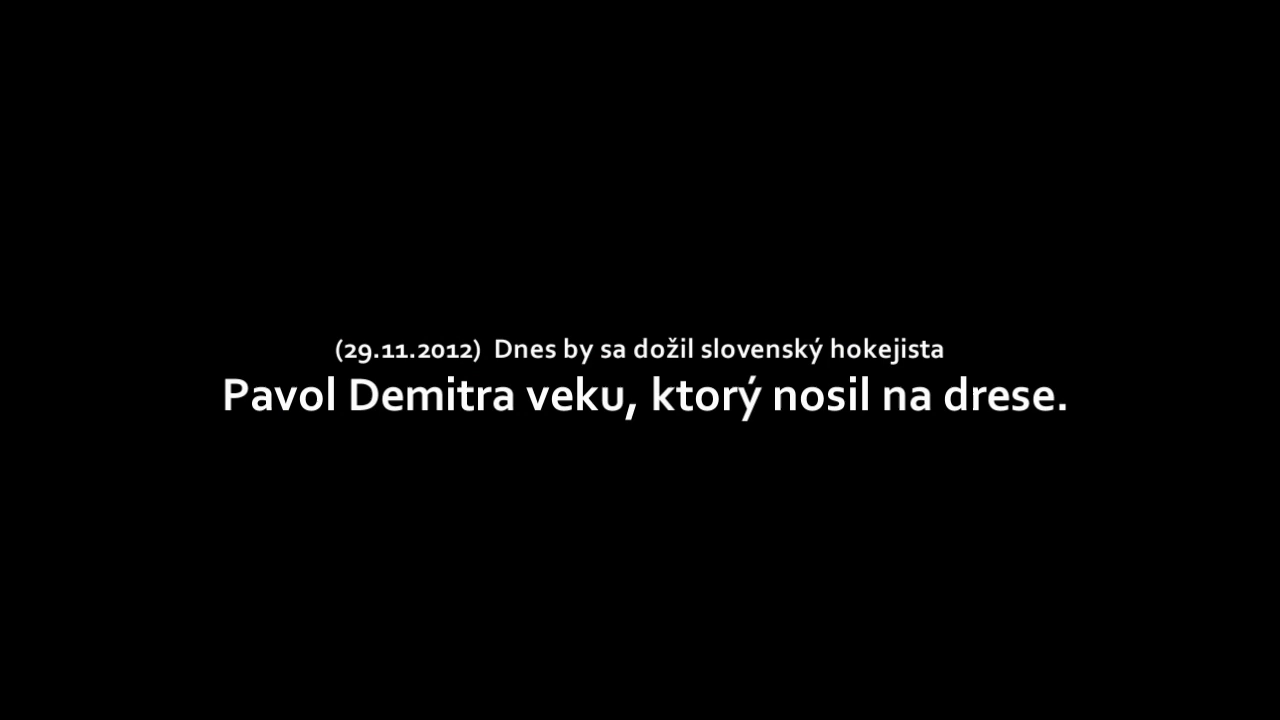 (29.11.2012) Dnes by sa dožil slovenský hokejista
Pavol Demitra veku, ktorý nosil na drese.